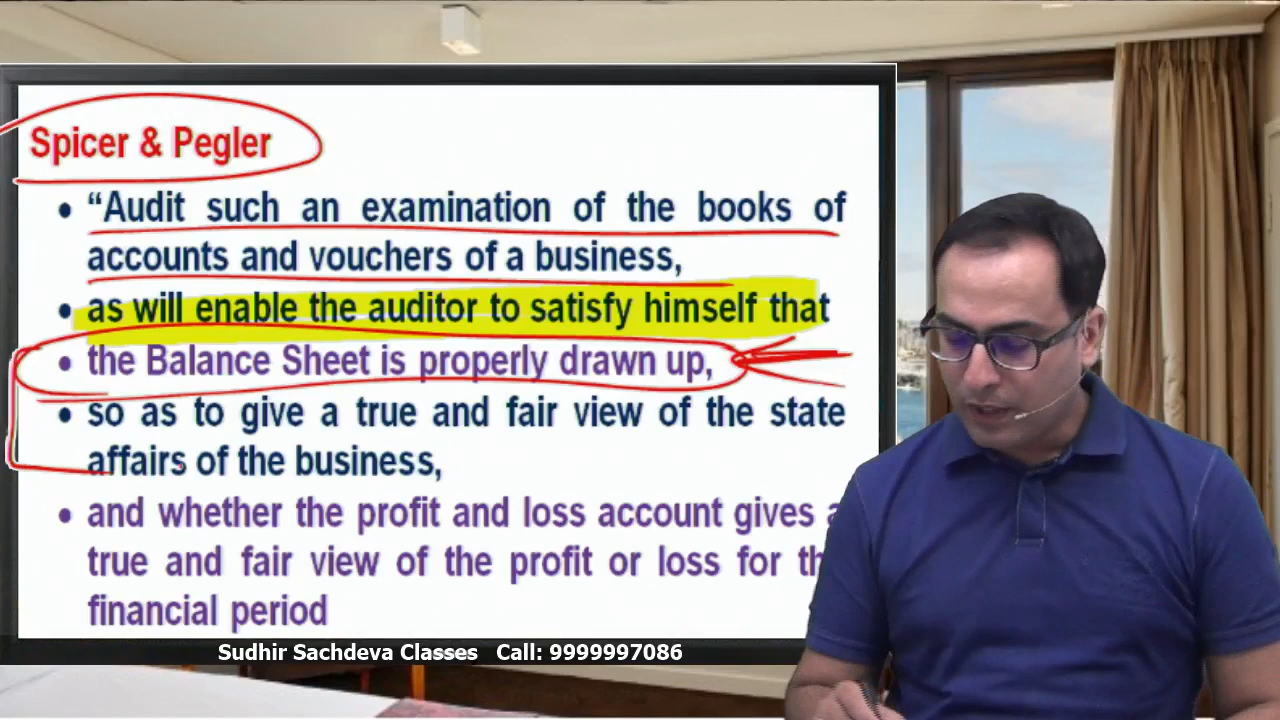 Spicer & Pegler
• “Audit such an examination of the books of
accounts and vouchers of a business,
• as will enable the auditor to satisfy himself that
• the Balance Sheet is properly drawn up,
• so as to give a true and fair view of the state
affairs of the business,
• and whether the profit and loss account gives
true and fair view of the profit or loss for
financial period
Sudhir Sachdeva Classes Call: 9999997086